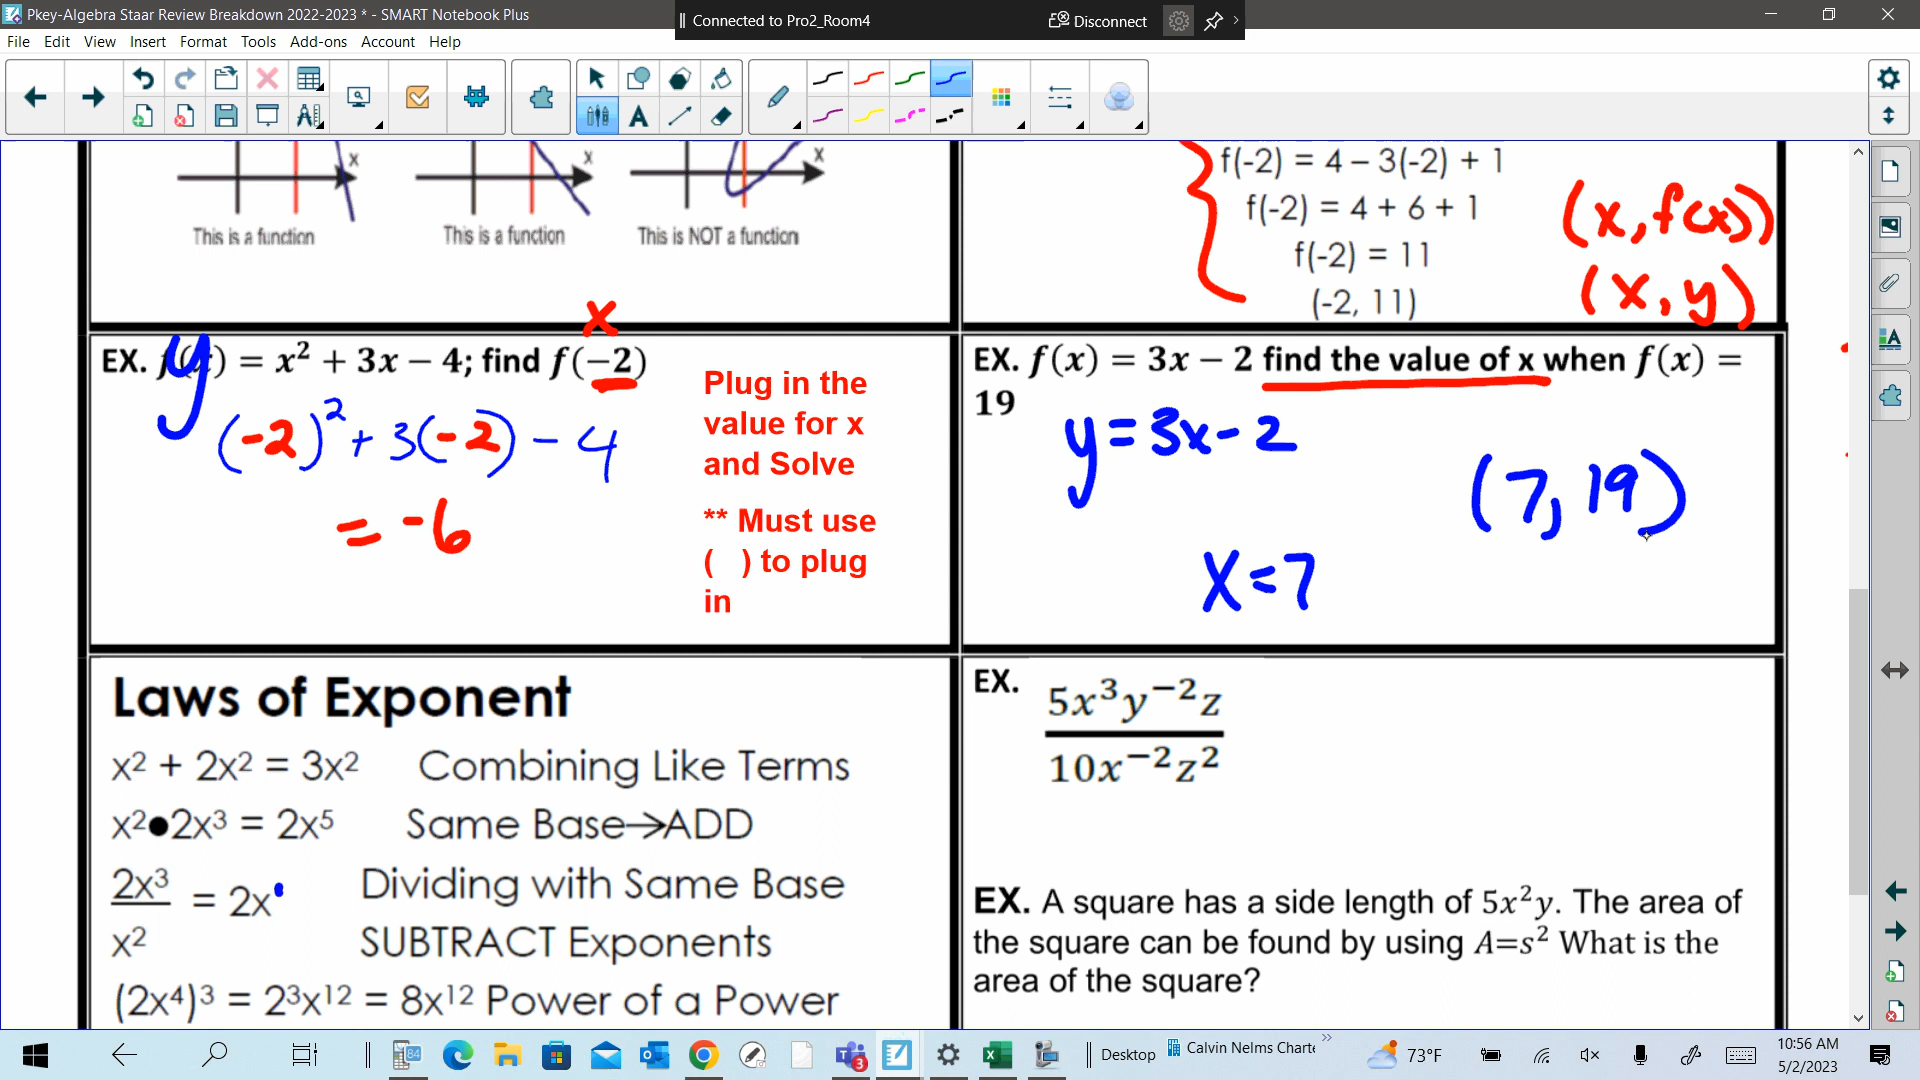 Pkey-Algebra Staar Review Breakdown 2022-2023 * - SMART Notebook Plus
Connected to Pro2_Room4
Disconnect
File Edit View Insert Format Tools Add-ons Account Help
x
x
x
This is a function
This is a function
This is NOT a function
f(-2) = 4 – 3(-2) + 1
f(-2) = 4 + 6 + 1
f(-2) = 11
(-2, 11)
(x, f(x))
(x, y)
x
y
EX. f(x) = x² + 3x − 4; find f(−2)
(-2)² + 3(-2) - 4
= -6
Plug in the
value for x
and Solve
** Must use
( ) to plug
in
EX. f(x) = 3x − 2 find the value of x when f(x) =
19
y = 3x - 2
(7, 19)
x = 7
Laws of Exponent
x² + 2x² = 3x² Combining Like Terms
x²●2x³ = 2x⁵ Same Base→ADD
2x³
= 2x
x²
Dividing with Same Base
SUBTRACT Exponents
(2x⁴)³ = 2³x¹² = 8x¹² Power of a Power
EX.
5x³y⁻²z
10x⁻²z²
EX. A square has a side length of 5x²y. The area of
the square can be found by using A=s² What is the
area of the square?
84
3
Desktop
Calvin Nelms Charte
73°F
10:56 AM
5/2/2023